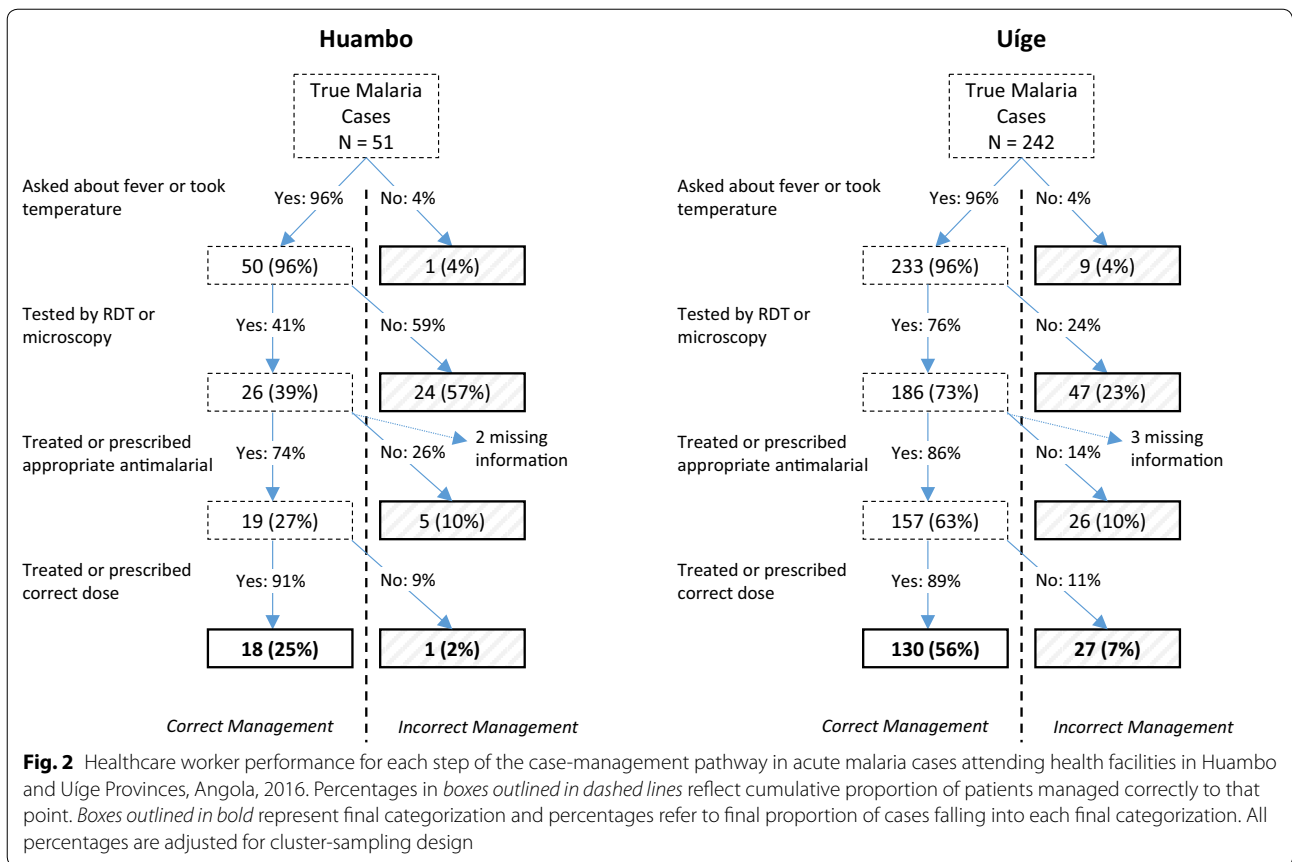 Huambo
True Malaria
Cases
N = 51
Asked about fever or took
temperature
Yes: 96%
No: 4%
50 (96%)
1 (4%)
Tested by RDT or
microscopy
Yes: 41%
No: 59%
26 (39%)
24 (57%)
2 missing
information
Treated or prescribed
appropriate antimalarial
Yes: 74%
No: 26%
19 (27%)
5 (10%)
Treated or prescribed
correct dose
Yes: 91%
No: 9%
18 (25%)
1 (2%)
Correct Management
Incorrect Management
Uíge
True Malaria
Cases
N = 242
Asked about fever or took
temperature
Yes: 96%
No: 4%
233 (96%)
9 (4%)
Tested by RDT or
microscopy
Yes: 76%
No: 24%
186 (73%)
47 (23%)
3 missing
information
Treated or prescribed
appropriate antimalarial
Yes: 86%
No: 14%
157 (63%)
26 (10%)
Treated or prescribed
correct dose
Yes: 89%
No: 11%
130 (56%)
27 (7%)
Correct Management
Incorrect Management
Fig. 2 Healthcare worker performance for each step of the case-management pathway in acute malaria cases attending health facilities in Huambo
and Uíge Provinces, Angola, 2016. Percentages in boxes outlined in dashed lines reflect cumulative proportion of patients managed correctly to that
point. Boxes outlined in bold represent final categorization and percentages refer to final proportion of cases falling into each final categorization. All
percentages are adjusted for cluster-sampling design